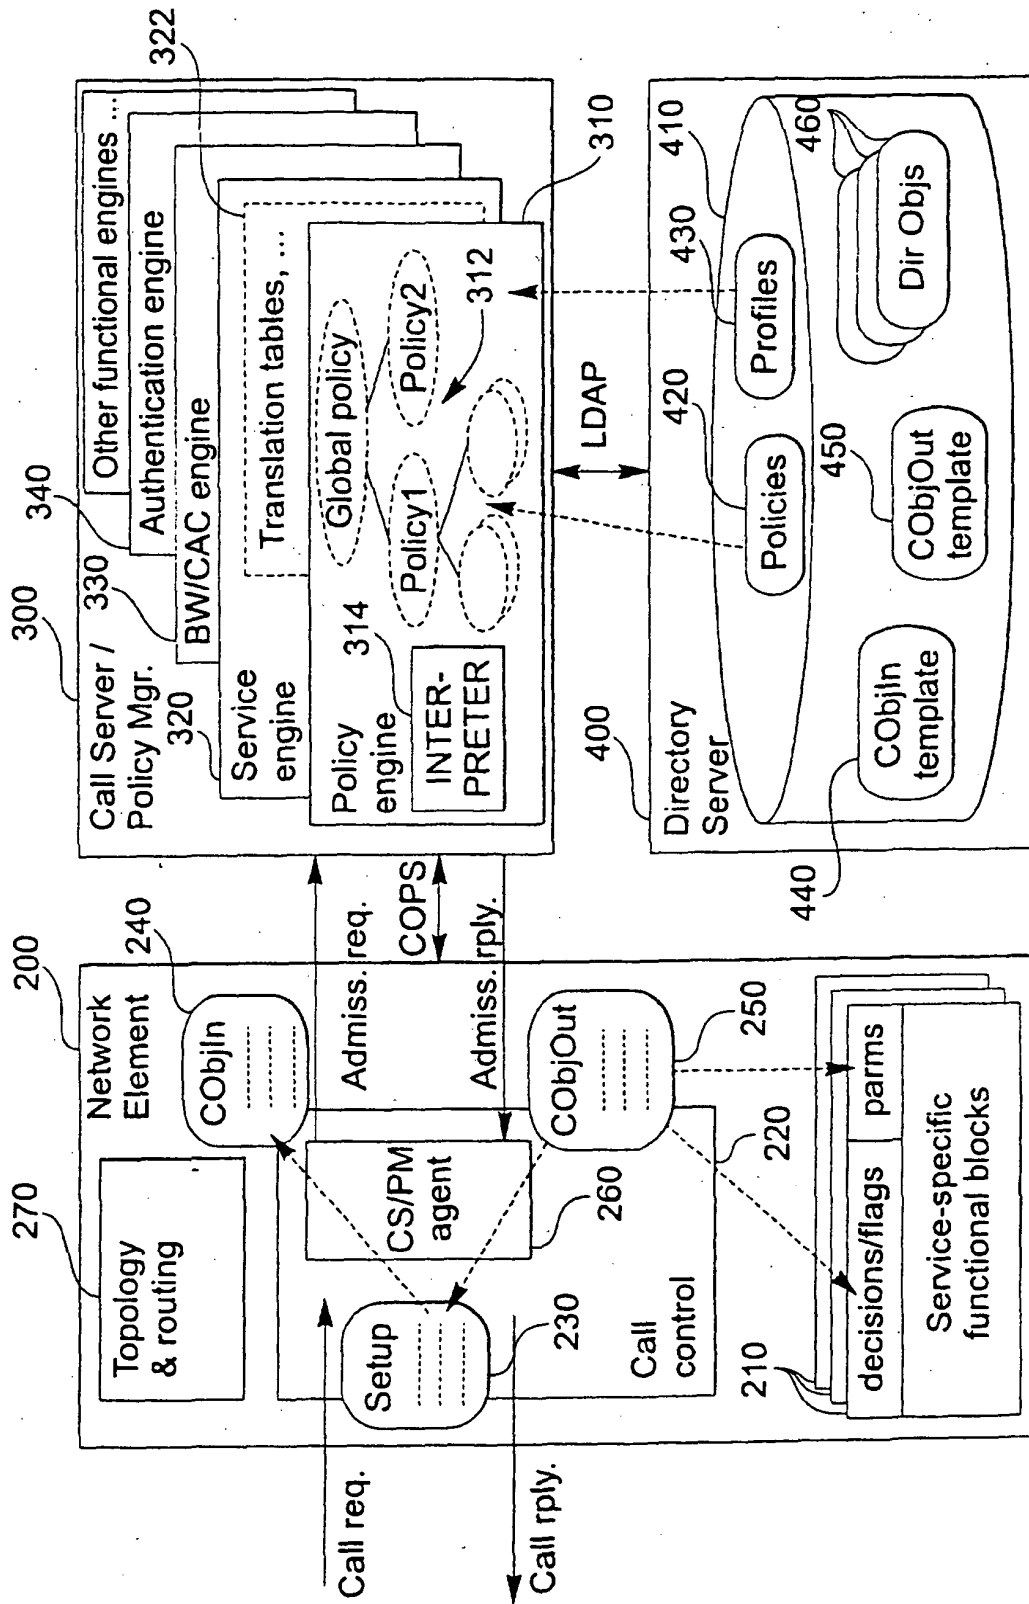 270
Topology
& routing
200
Network
Element
240
CObjIn
Call req.
Setup
230
CS/PM
agent
260
Call
control
220
CObjOut
250
Call rply.
210
decisions/flags
parms
Service-specific
functional blocks
Admiss. req.
COPS
Admiss. rply.
300
Call Server /
Policy Mgr.
320
330
340
Other functional engines ...
Authentication engine
BW/CAC engine
322
Service
engine
Translation tables, ...
Policy
engine
314
INTER-
PRETER
Global policy
Policy1
Policy2
312
310
LDAP
400
Directory
Server
420
Policies
430
Profiles
410
440
CObjIn
template
450
CObjOut
template
460
Dir Objs